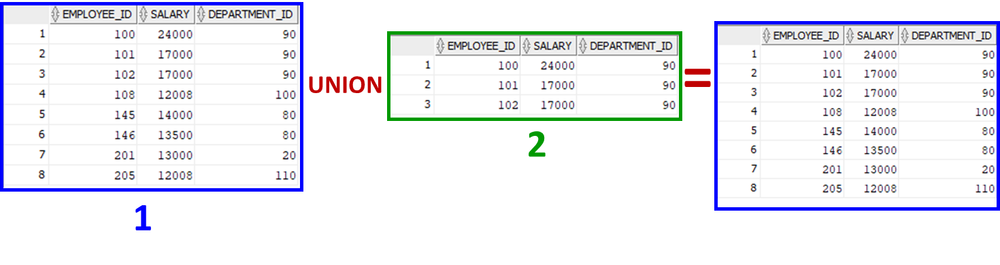 EMPLOYEE_ID SALARY DEPARTMENT_ID
1 100 24000 90
2 101 17000 90
3 102 17000 90
4 108 12008 100
5 145 14000 80
6 146 13500 80
7 201 13000 20
8 205 12008 110
1
UNION
EMPLOYEE_ID SALARY DEPARTMENT_ID
1 100 24000 90
2 101 17000 90
3 102 17000 90
2
=
EMPLOYEE_ID SALARY DEPARTMENT_ID
1 100 24000 90
2 101 17000 90
3 102 17000 90
4 108 12008 100
5 145 14000 80
6 146 13500 80
7 201 13000 20
8 205 12008 110